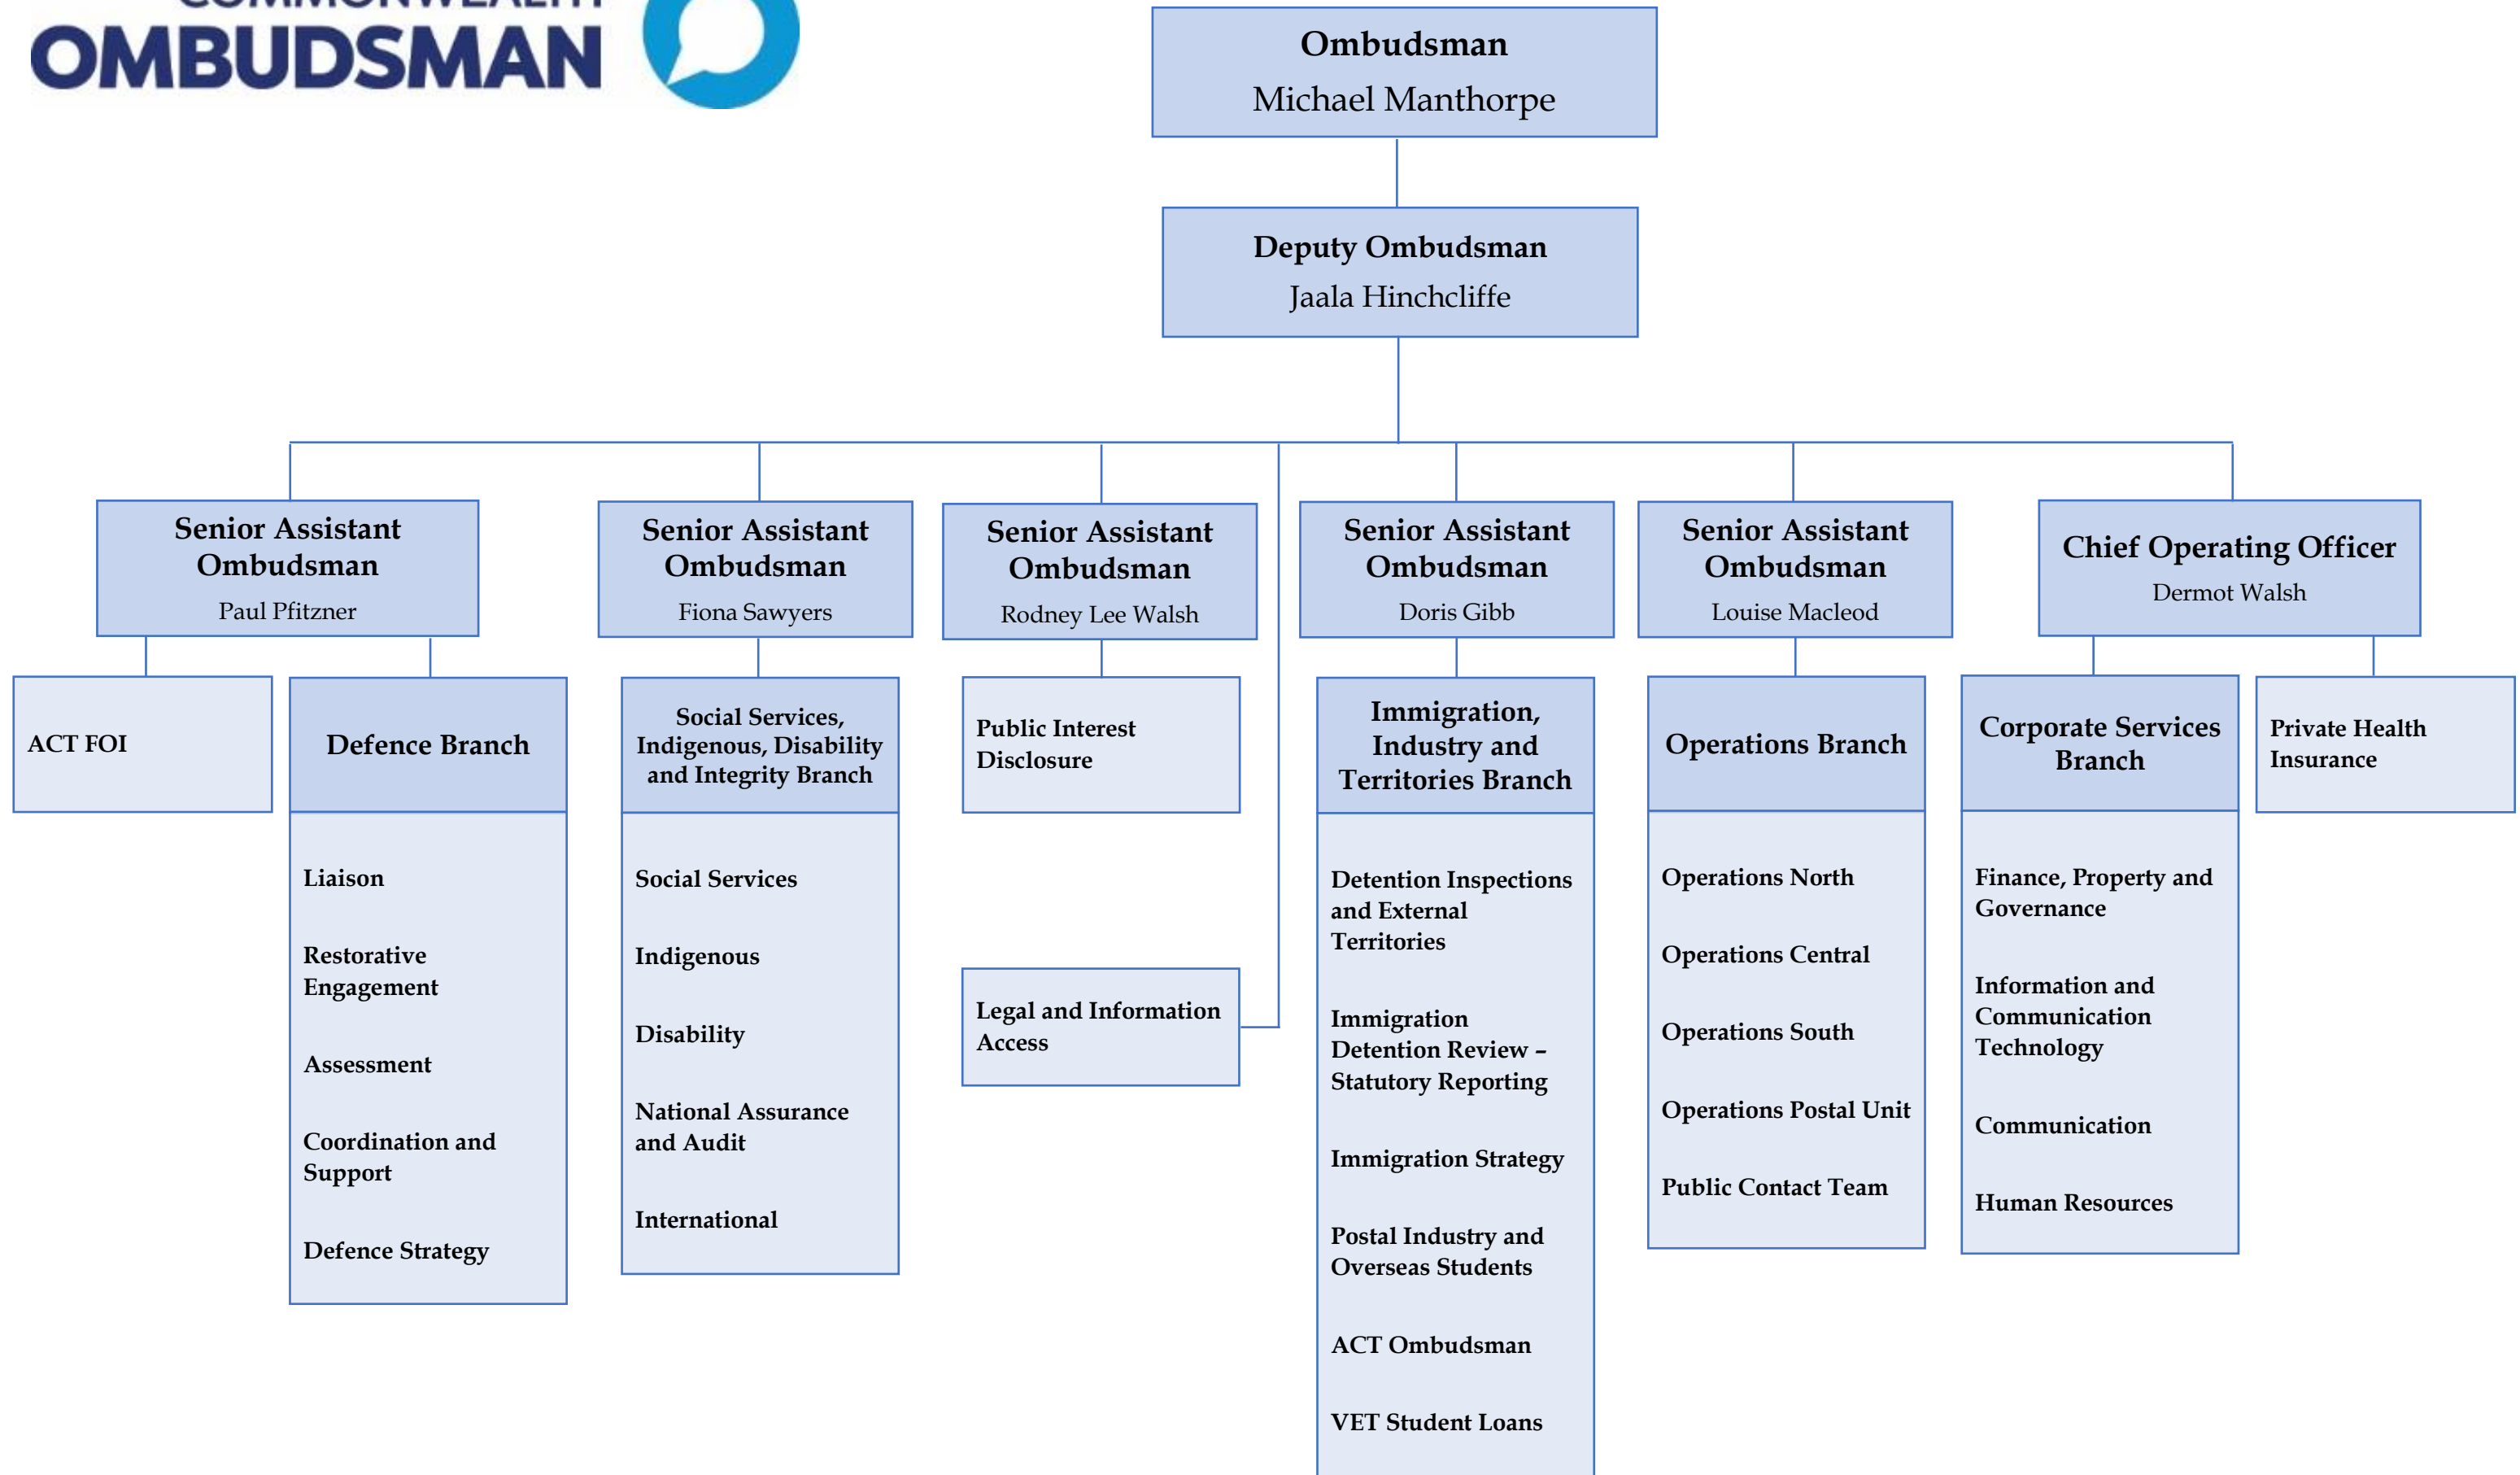 COMMONWEALTH
OMBUDSMAN
Ombudsman
Michael Manthorpe
Deputy Ombudsman
Jaala Hinchcliffe
Senior Assistant
Ombudsman
Paul Pfitzner
Senior Assistant
Ombudsman
Fiona Sawyers
Senior Assistant
Ombudsman
Rodney Lee Walsh
Senior Assistant
Ombudsman
Doris Gibb
Senior Assistant
Ombudsman
Louise Macleod
Chief Operating Officer
Dermot Walsh
ACT FOI
Defence Branch
Liaison
Restorative
Engagement
Assessment
Coordination and
Support
Defence Strategy
Social Services,
Indigenous, Disability
and Integrity Branch
Social Services
Indigenous
Disability
National Assurance
and Audit
International
Public Interest
Disclosure
Legal and Information
Access
Immigration,
Industry and
Territories Branch
Detention Inspections
and External
Territories
Immigration
Detention Review –
Statutory Reporting
Immigration Strategy
Postal Industry and
Overseas Students
ACT Ombudsman
VET Student Loans
Operations Branch
Operations North
Operations Central
Operations South
Operations Postal Unit
Public Contact Team
Corporate Services
Branch
Finance, Property and
Governance
Information and
Communication
Technology
Communication
Human Resources
Private Health
Insurance